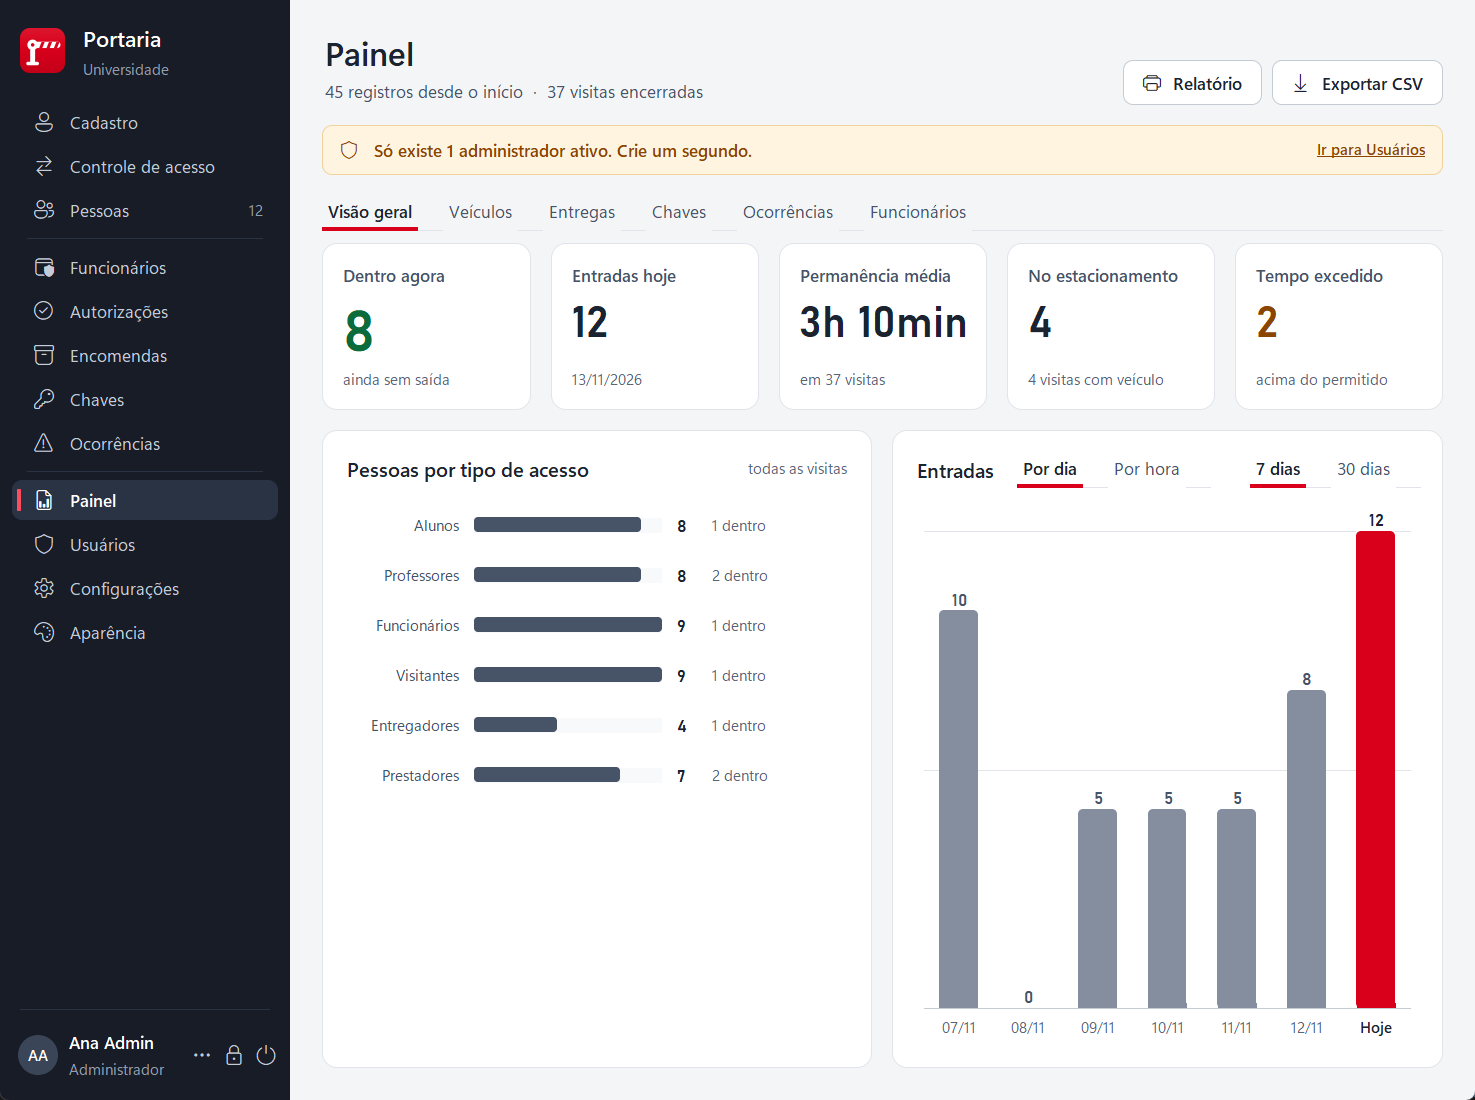 Portaria
Universidade
Cadastro
Controle de acesso
Pessoas 12
Funcionários
Autorizações
Encomendas
Chaves
Ocorrências
Painel
Usuários
Configurações
Aparência
AA
Ana Admin
Administrador
Painel
45 registros desde o início · 37 visitas encerradas
Relatório
Exportar CSV
Só existe 1 administrador ativo. Crie um segundo.
Ir para Usuários
Visão geral Veículos Entregas Chaves Ocorrências Funcionários
Dentro agora
8
ainda sem saída
Entradas hoje
12
13/11/2026
Permanência média
3h 10min
em 37 visitas
No estacionamento
4
4 visitas com veículo
Tempo excedido
2
acima do permitido
Pessoas por tipo de acesso
todas as visitas
Alunos 8 1 dentro
Professores 8 2 dentro
Funcionários 9 1 dentro
Visitantes 9 1 dentro
Entregadores 4 1 dentro
Prestadores 7 2 dentro
Entradas
Por dia Por hora
7 dias 30 dias
10 0 5 5 5 8 12
07/11 08/11 09/11 10/11 11/11 12/11 Hoje